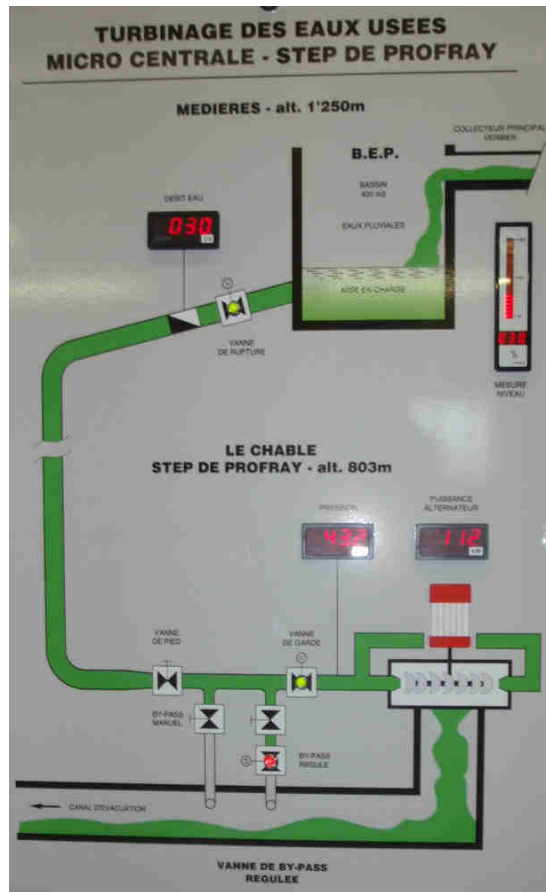 TURBINAGE DES EAUX USEES
MICRO CENTRALE - STEP DE PROFRAY
MEDIERES - alt. 1'250m
COLLECTEUR PRINCIPAL
VERBIER
B.E.P.
BASSIN
400 M3
EAUX PLUVIALES
MISE EN CHARGE
DEBIT EAU
030
VANNE
DE RUPTURE
MESURE
NIVEAU
LE CHABLE
STEP DE PROFRAY - alt. 803m
PRESSION
PUISSANCE
ALTERNATEUR
112
VANNE
DE PIED
VANNE
DE GARDE
BY-PASS
MANUEL
BY-PASS
REGULE
CANAL D'EVACUATION
VANNE DE BY-PASS
REGULEE